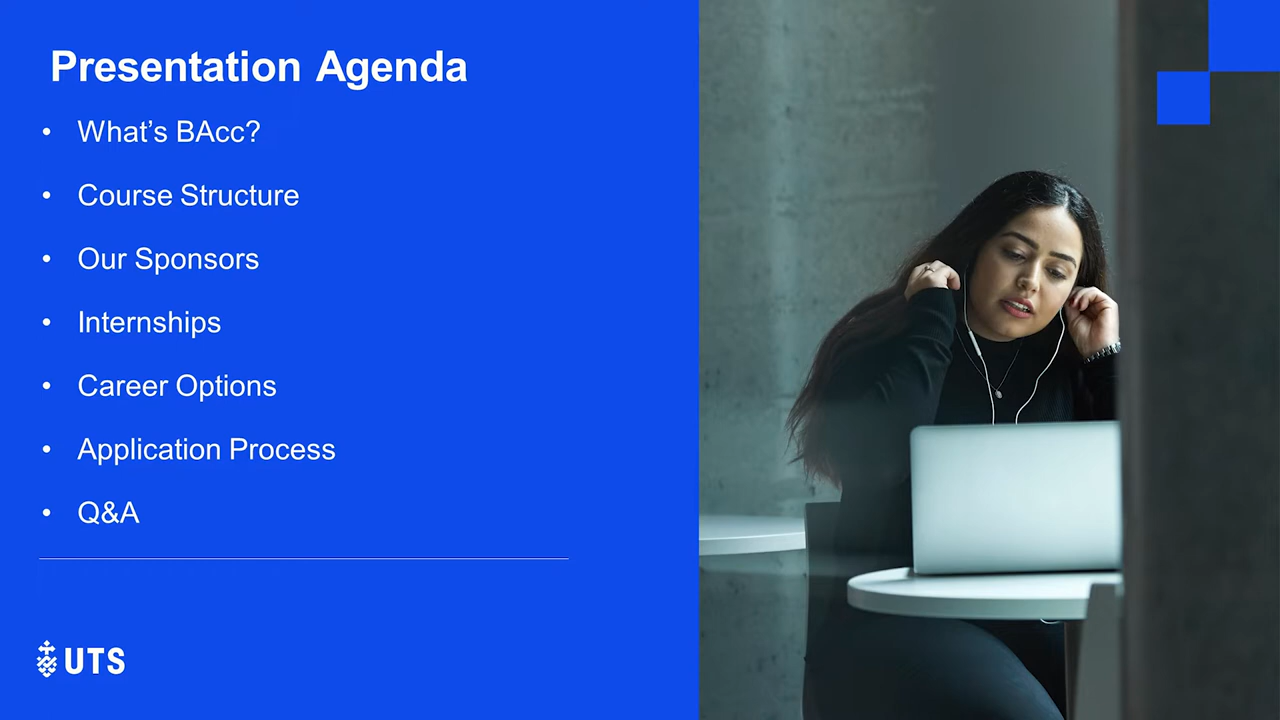 Presentation Agenda
• What’s BAcc?
• Course Structure
• Our Sponsors
• Internships
• Career Options
• Application Process
• Q&A
UTS